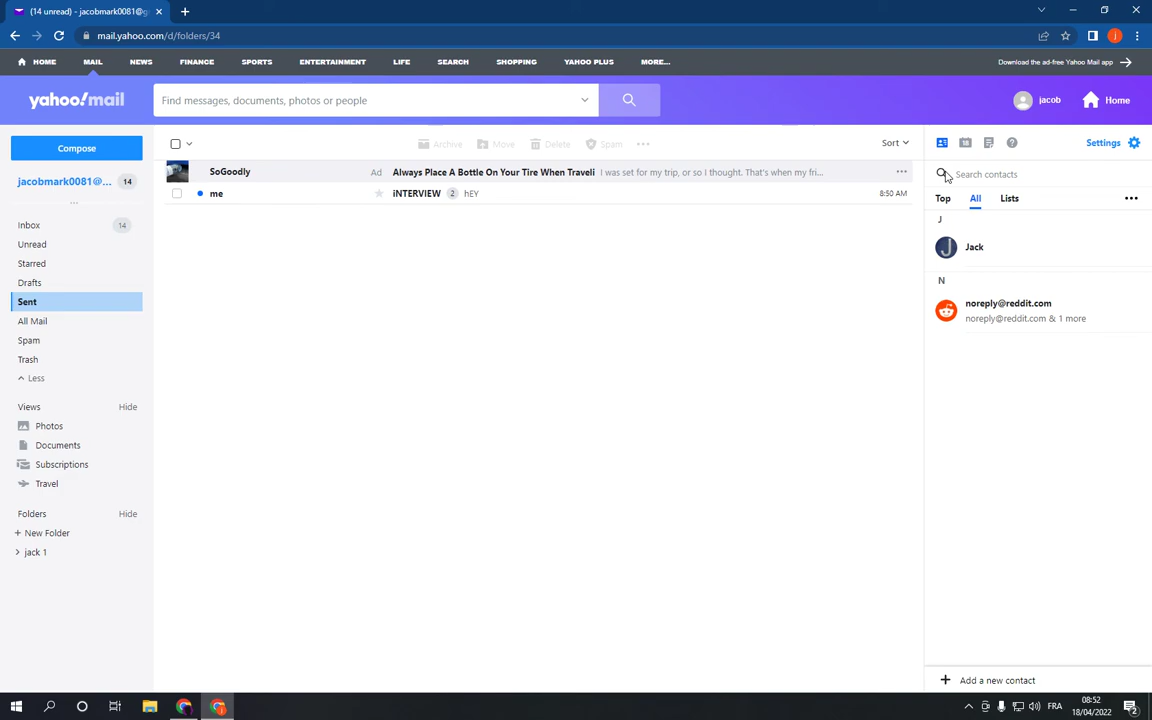 (14 unread) - jacobmark0081@g
mail.yahoo.com/d/folders/34
j
HOME MAIL NEWS FINANCE SPORTS ENTERTAINMENT LIFE SEARCH SHOPPING YAHOO PLUS MORE... Download the ad-free Yahoo Mail app
yahoo!mail Find messages, documents, photos or people jacob Home
Compose
Archive Move Delete Spam ••• Sort
16 Settings
jacobmark0081@... 14
SoGoodly Ad Always Place A Bottle On Your Tire When Traveli I was set for my trip, or so I thought. That's when my fri... •••
me iNTERVIEW 2 hEY 8:50 AM
...
Inbox 14
Unread
Starred
Drafts
Sent
All Mail
Spam
Trash
Less
Views Hide
Photos
Documents
Subscriptions
Travel
Folders Hide
+ New Folder
jack 1
Search contacts
Top All Lists •••
J
J Jack
N
noreply@reddit.com
noreply@reddit.com & 1 more
+ Add a new contact
FRE 08:52
18/04/2022 2